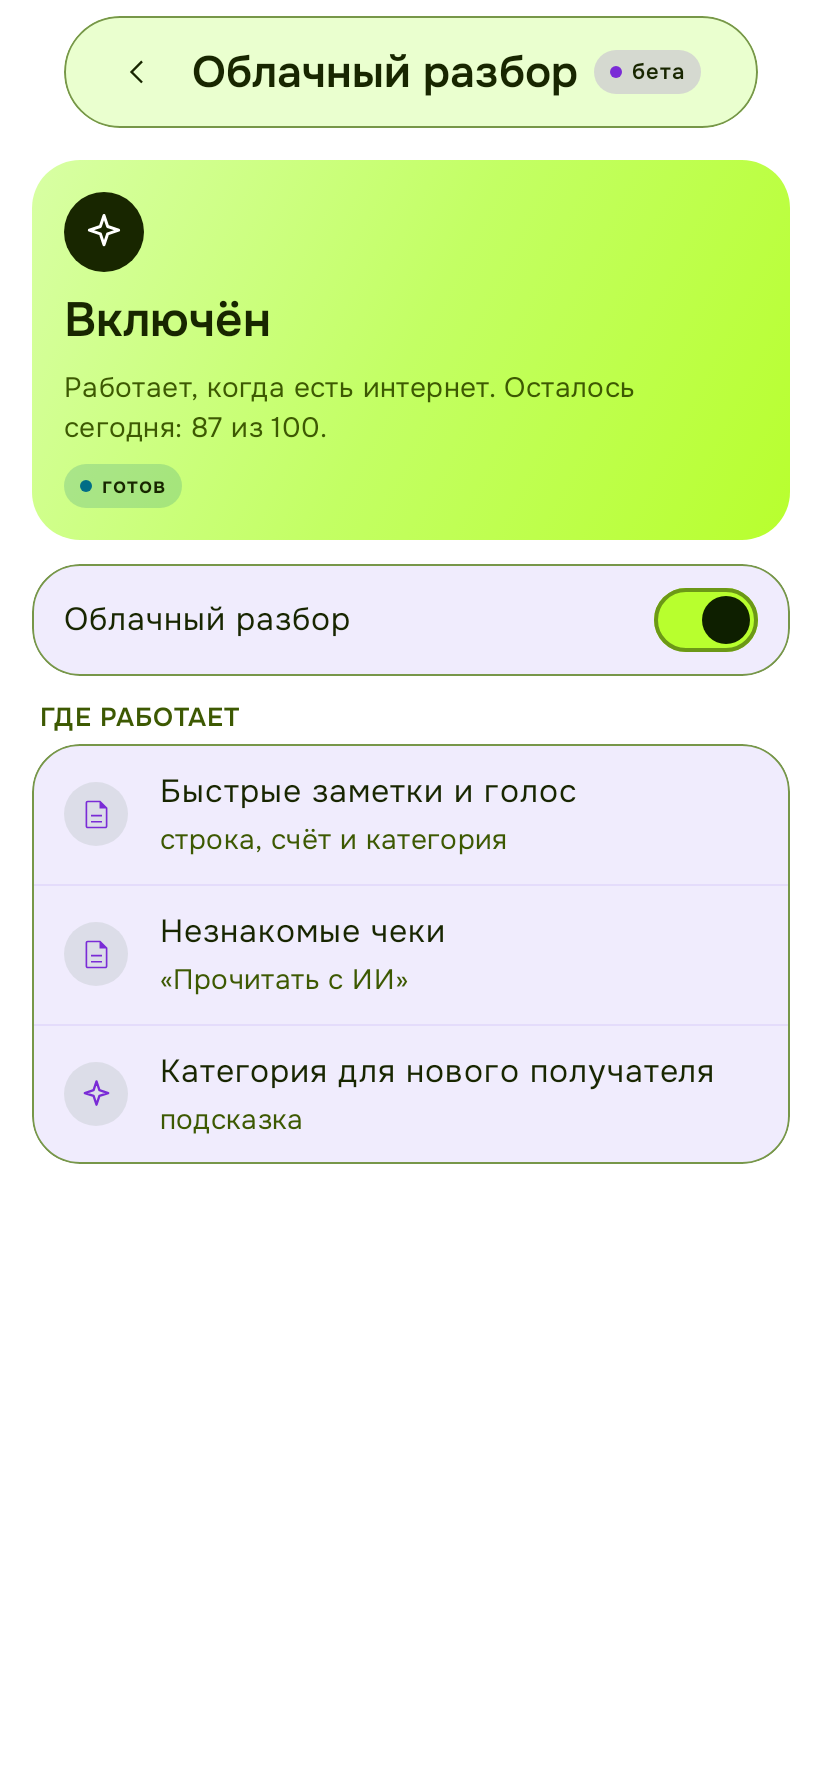 Облачный разбор
бета
Включён
Работает, когда есть интернет. Осталось
сегодня: 87 из 100.
готов
Облачный разбор
ГДЕ РАБОТАЕТ
Быстрые заметки и голос
строка, счёт и категория
Незнакомые чеки
«Прочитать с ИИ»
Категория для нового получателя
подсказка